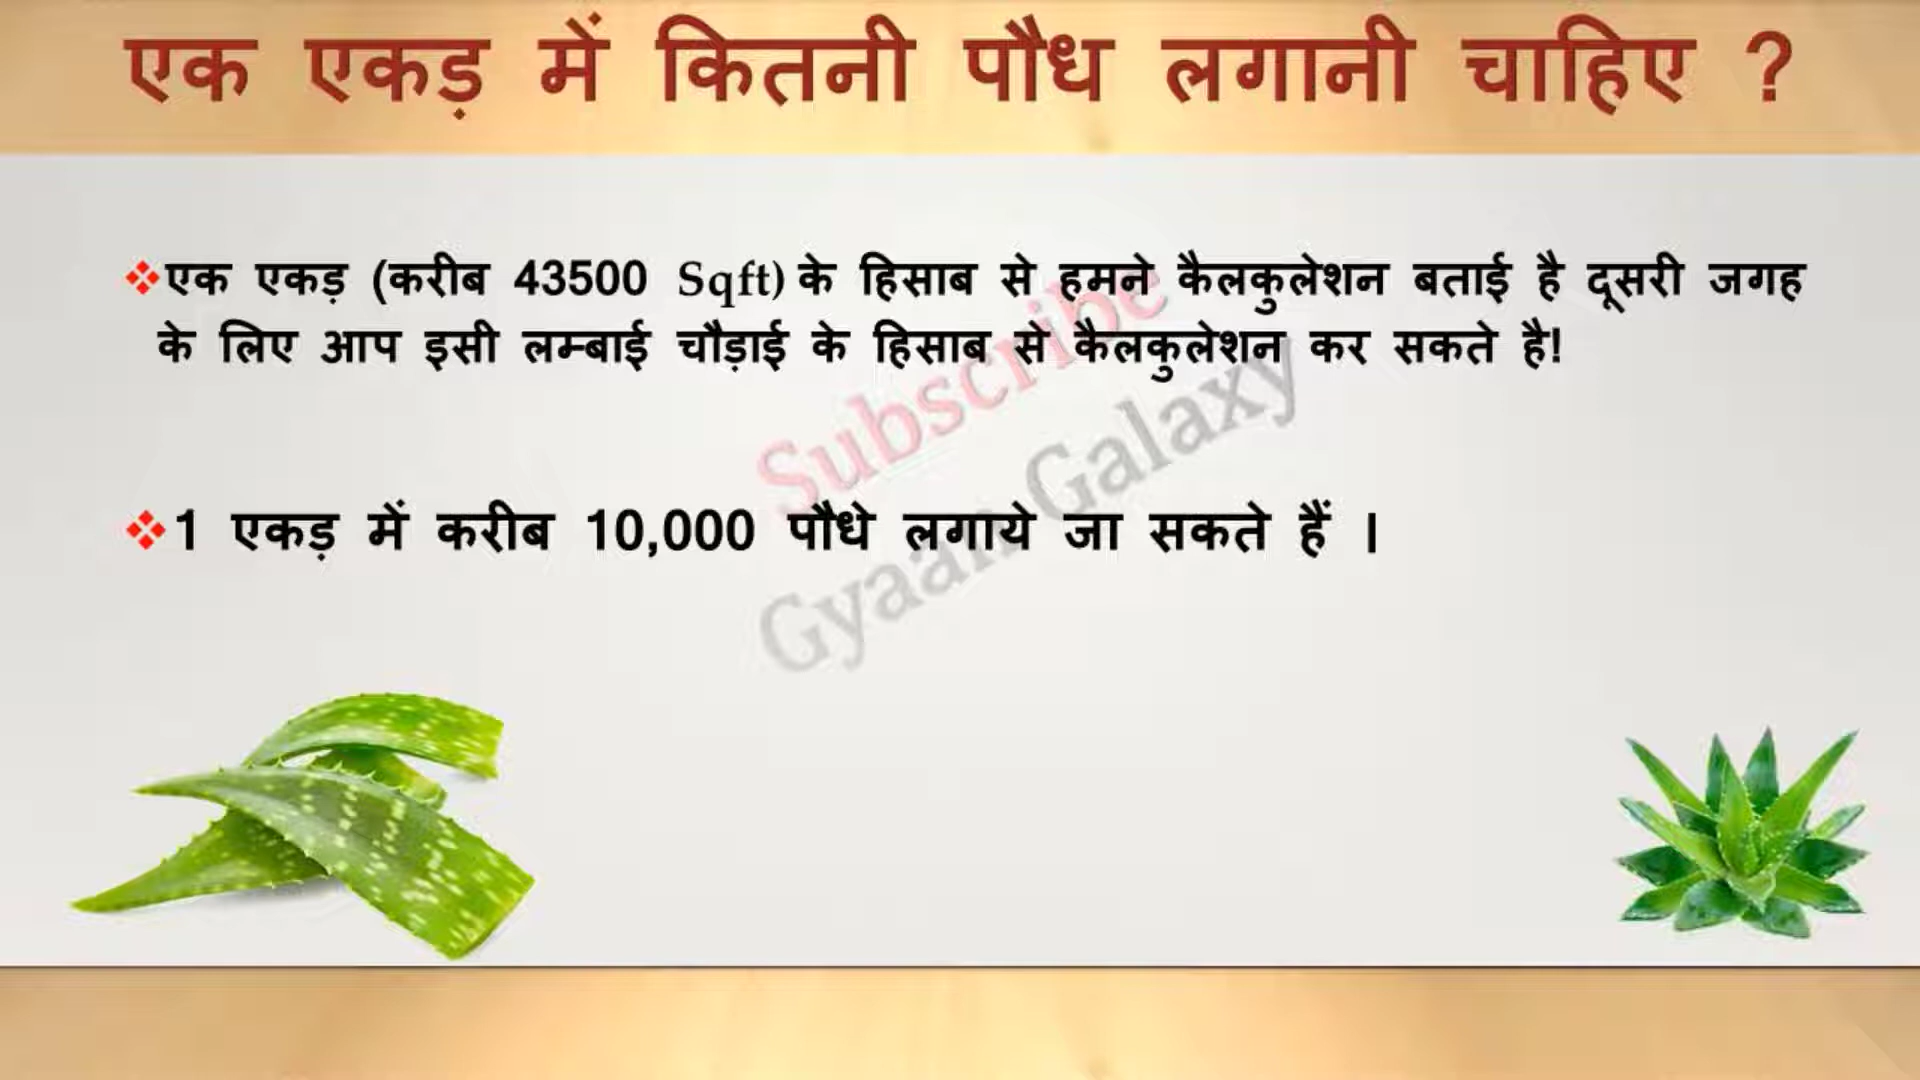 एक एकड़ में कितनी पौध लगानी चाहिए ?
❖एक एकड़ (करीब 43500 Sqft) के हिसाब से हमने कैलकुलेशन बताई है दूसरी जगह
के लिए आप इसी लम्बाई चौड़ाई के हिसाब से कैलकुलेशन कर सकते है!
❖1 एकड़ में करीब 10,000 पौधे लगाये जा सकते हैं ।
Subscribe
Gyaan Galaxy